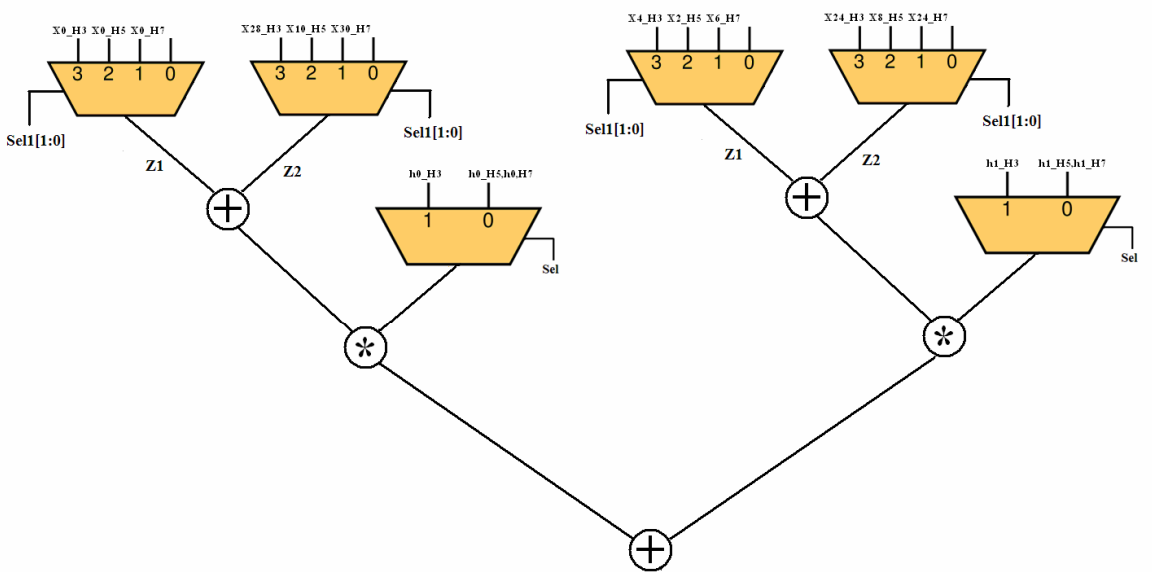 X0_H3 X0_H5 X0_H7
X28_H3 X10_H5 X30_H7
X4_H3 X2_H5 X6_H7
X24_H3 X8_H5 X24_H7
3 2 1 0
3 2 1 0
3 2 1 0
3 2 1 0
Sel1[1:0]
Sel1[1:0]
Sel1[1:0]
Sel1[1:0]
Z1
Z2
Z1
Z2
+
+
h0_H3 h0_H5,h0.H7
h1_H3 h1_H5,h1_H7
1 0
1 0
Sel
Sel
*
*
+